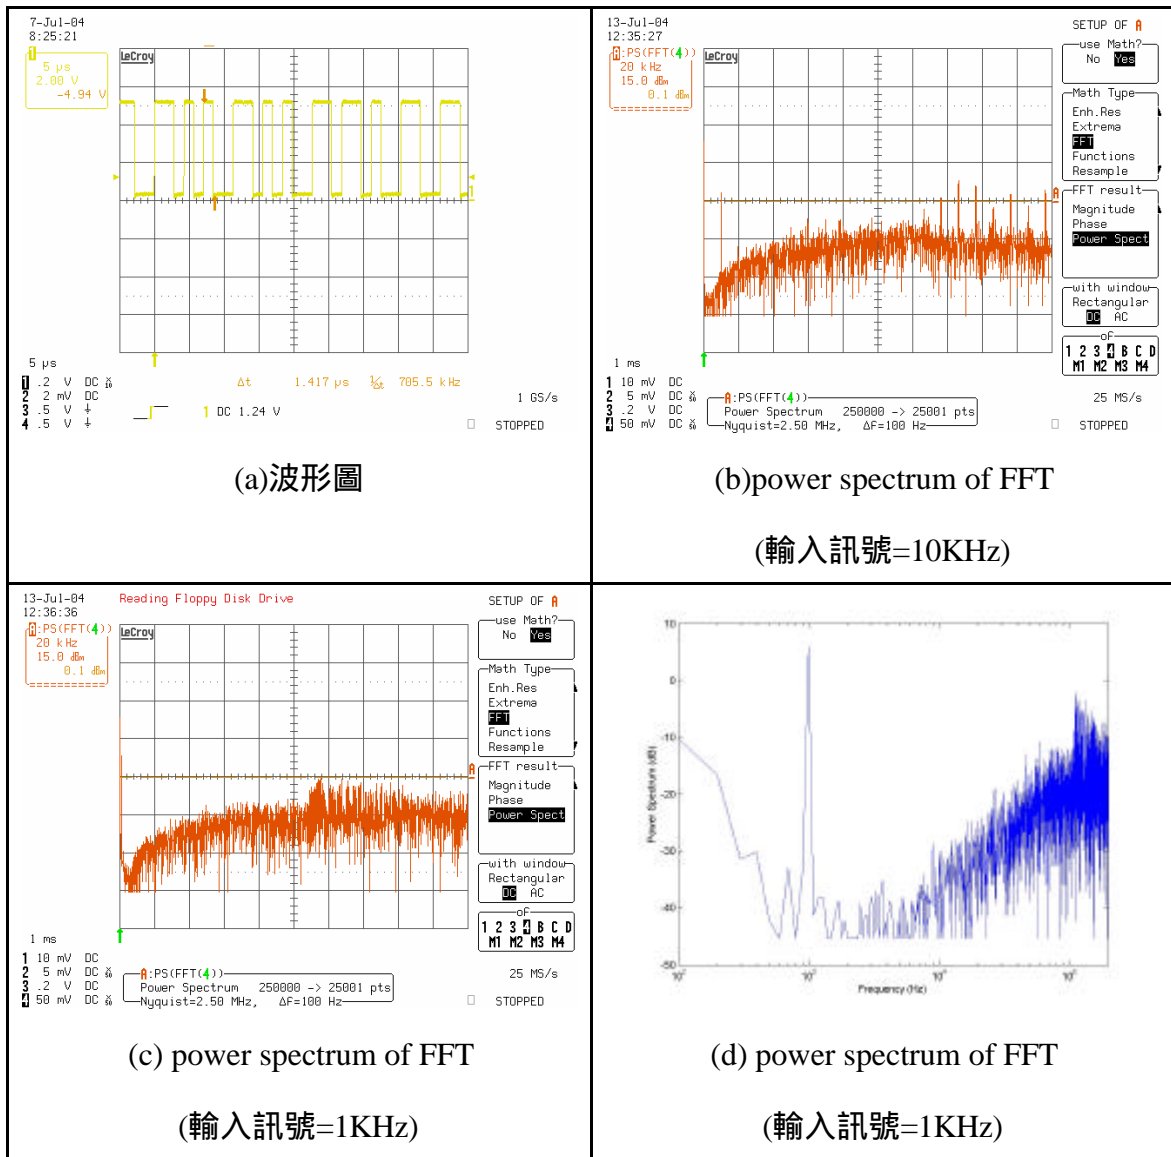 7-Jul-04
8:25:21
1
5 µs
2.00 V
-4.94 V
LeCroy
1
5 µs
1 .2 V DC X10
2 2 mV DC
3 .5 V
4 .5 V
Δt 1.417 µs 1/Δt 705.5 kHz
1 DC 1.24 V
1 GS/s
STOPPED
(a)波形圖
13-Jul-04
12:35:27
A:PS(FFT(4))
20 kHz
15.0 dBm
0.1 dBm
LeCroy
A
SETUP OF A
use Math?
No Yes
Math Type
Enh.Res
Extrema
FFT
Functions
Resample
FFT result
Magnitude
Phase
Power Spect
with window
Rectangular
DC AC
of
1 2 3 4 B C D
M1 M2 M3 M4
1 ms
1 10 mV DC
2 5 mV DC
3 .2 V DC
4 50 mV DC
A:PS(FFT(4))
Power Spectrum 250000 -> 25001 pts
Nyquist=2.50 MHz, ΔF=100 Hz
25 MS/s
STOPPED
(b)power spectrum of FFT
(輸入訊號=10KHz)
13-Jul-04
12:36:36
Reading Floppy Disk Drive
A:PS(FFT(4))
20 kHz
15.0 dBm
0.1 dBm
LeCroy
A
SETUP OF A
use Math?
No Yes
Math Type
Enh.Res
Extrema
FFT
Functions
Resample
FFT result
Magnitude
Phase
Power Spect
with window
Rectangular
DC AC
of
1 2 3 4 B C D
M1 M2 M3 M4
1 ms
1 10 mV DC
2 5 mV DC
3 .2 V DC
4 50 mV DC
A:PS(FFT(4))
Power Spectrum 250000 -> 25001 pts
Nyquist=2.50 MHz, ΔF=100 Hz
25 MS/s
STOPPED
(c) power spectrum of FFT
(輸入訊號=1KHz)
10
0
-10
-20
-30
-40
-50
Power Spectrum (dB)
Frequency (Hz)
(d) power spectrum of FFT
(輸入訊號=1KHz)